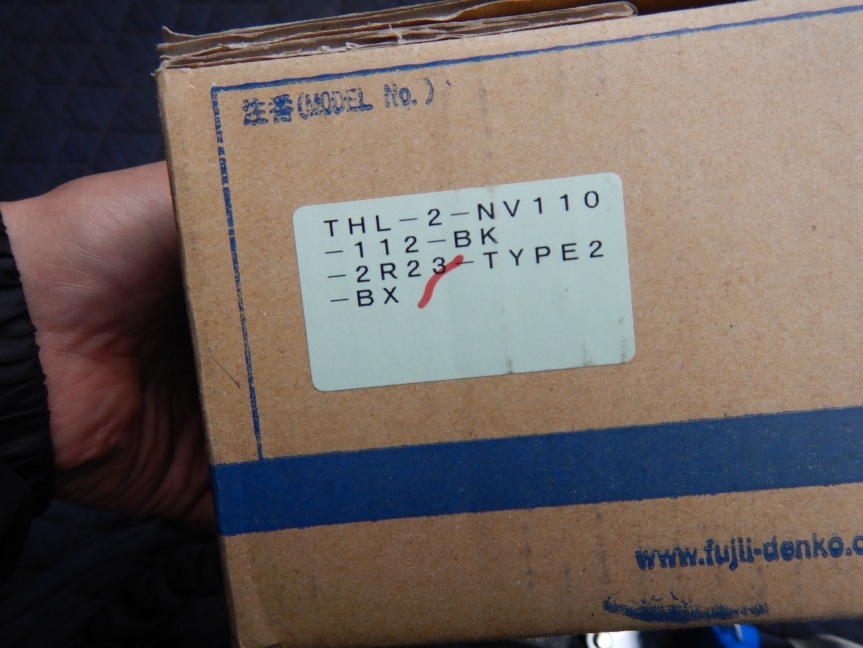 注番(MODEL No.)
THL-2-NV110
-112-BK
-2R23-TYPE2
-BX
www.fujii-denko.c